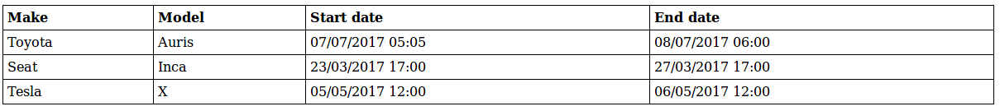 Make Model Start date End date
Toyota Auris 07/07/2017 05:05 08/07/2017 06:00
Seat Inca 23/03/2017 17:00 27/03/2017 17:00
Tesla X 05/05/2017 12:00 06/05/2017 12:00